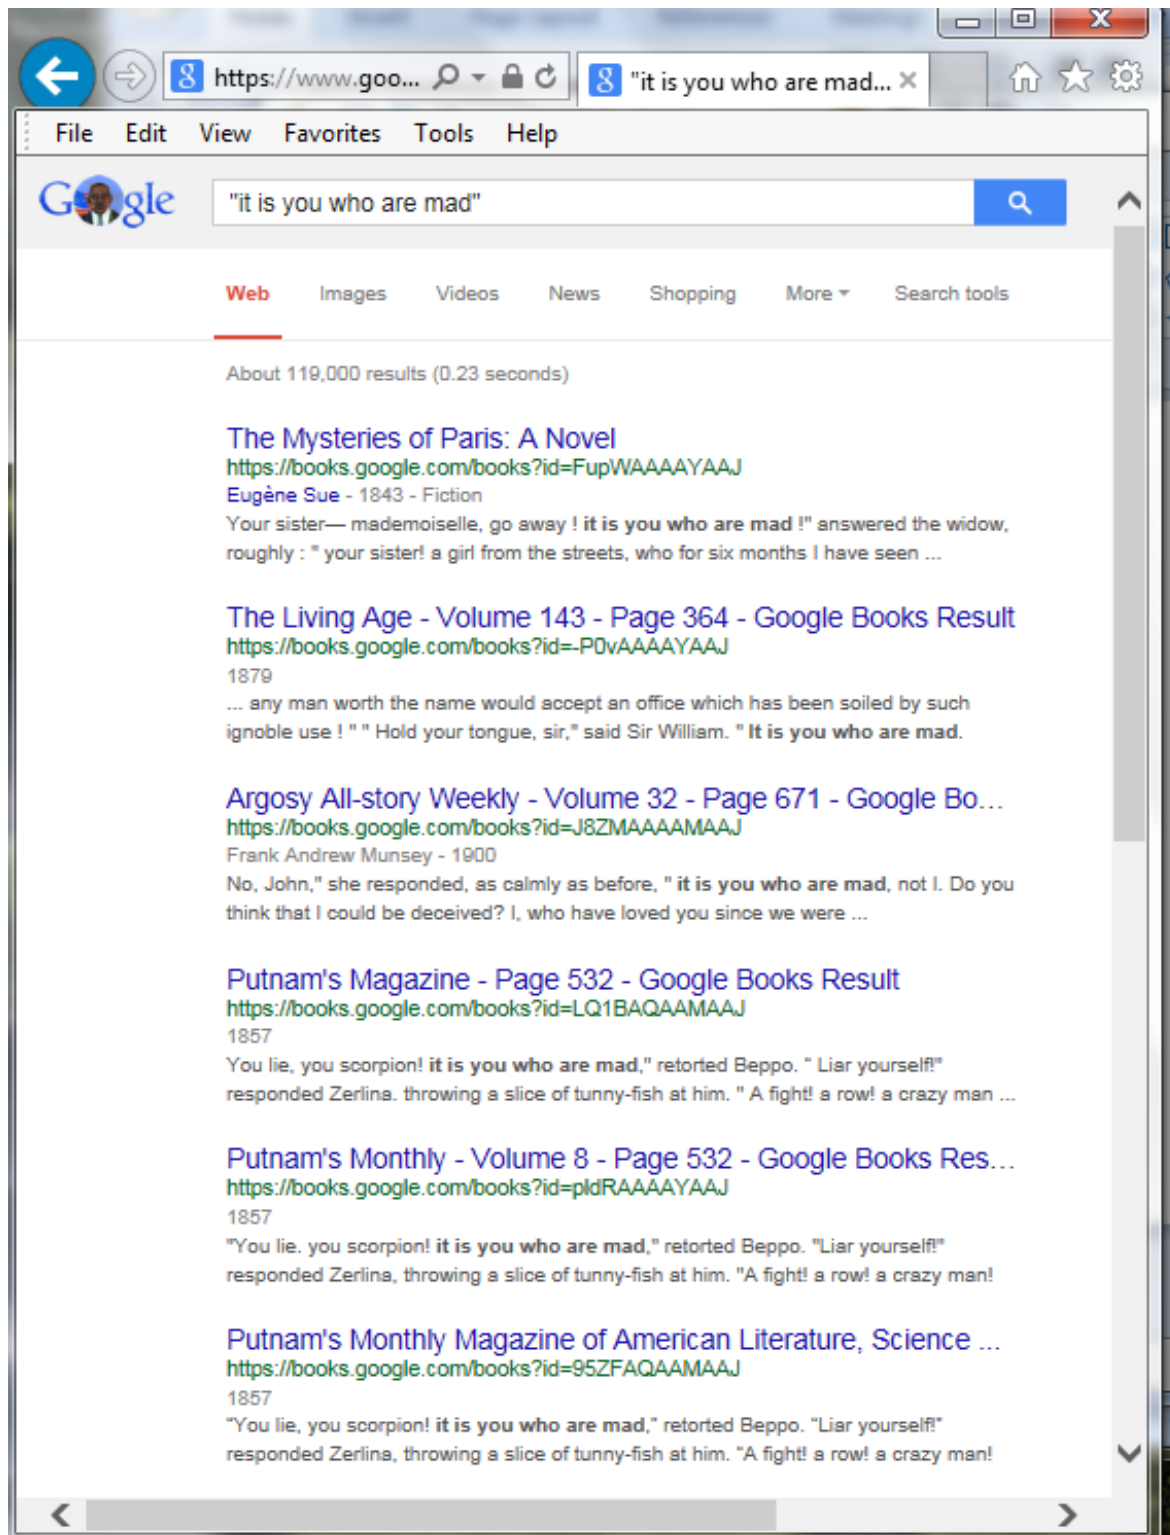 https://www.goo...
"it is you who are mad...
File Edit View Favorites Tools Help
Google
"it is you who are mad"
Web Images Videos News Shopping More Search tools
About 119,000 results (0.23 seconds)
The Mysteries of Paris: A Novel
https://books.google.com/books?id=FupWAAAAYAAJ
Eugène Sue - 1843 - Fiction
Your sister— mademoiselle, go away ! it is you who are mad !" answered the widow,
roughly : " your sister! a girl from the streets, who for six months I have seen ...
The Living Age - Volume 143 - Page 364 - Google Books Result
https://books.google.com/books?id=-P0vAAAAYAAJ
1879
... any man worth the name would accept an office which has been soiled by such
ignoble use ! " " Hold your tongue, sir," said Sir William. " It is you who are mad.
Argosy All-story Weekly - Volume 32 - Page 671 - Google Bo...
https://books.google.com/books?id=J8ZMAAAAMAAJ
Frank Andrew Munsey - 1900
No, John," she responded, as calmly as before, " it is you who are mad, not I. Do you
think that I could be deceived? I, who have loved you since we were ...
Putnam's Magazine - Page 532 - Google Books Result
https://books.google.com/books?id=LQ1BAQAAMAAJ
1857
You lie, you scorpion! it is you who are mad," retorted Beppo. " Liar yourself!"
responded Zerlina. throwing a slice of tunny-fish at him. " A fight! a row! a crazy man ...
Putnam's Monthly - Volume 8 - Page 532 - Google Books Res...
https://books.google.com/books?id=pldRAAAAYAAJ
1857
"You lie. you scorpion! it is you who are mad," retorted Beppo. "Liar yourself!"
responded Zerlina, throwing a slice of tunny-fish at him. "A fight! a row! a crazy man!
Putnam's Monthly Magazine of American Literature, Science ...
https://books.google.com/books?id=95ZFAQAAMAAJ
1857
"You lie, you scorpion! it is you who are mad," retorted Beppo. "Liar yourself!"
responded Zerlina, throwing a slice of tunny-fish at him. "A fight! a row! a crazy man!